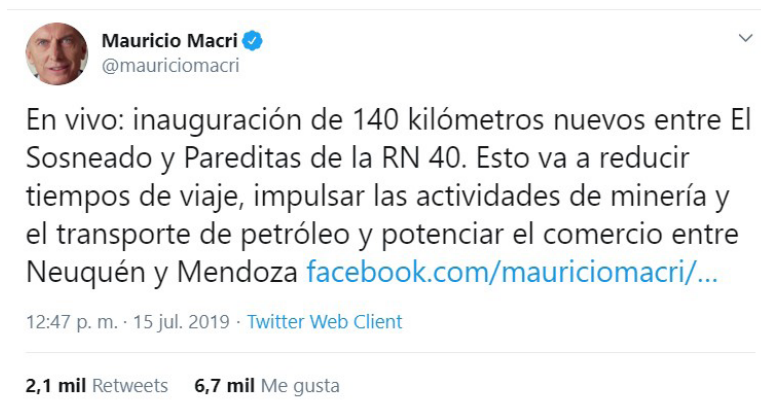 Mauricio Macri
@mauriciomacri
En vivo: inauguración de 140 kilómetros nuevos entre El
Sosneado y Pareditas de la RN 40. Esto va a reducir
tiempos de viaje, impulsar las actividades de minería y
el transporte de petróleo y potenciar el comercio entre
Neuquén y Mendoza facebook.com/mauriciomacri/...
12:47 p. m. · 15 jul. 2019 · Twitter Web Client
2,1 mil Retweets 6,7 mil Me gusta